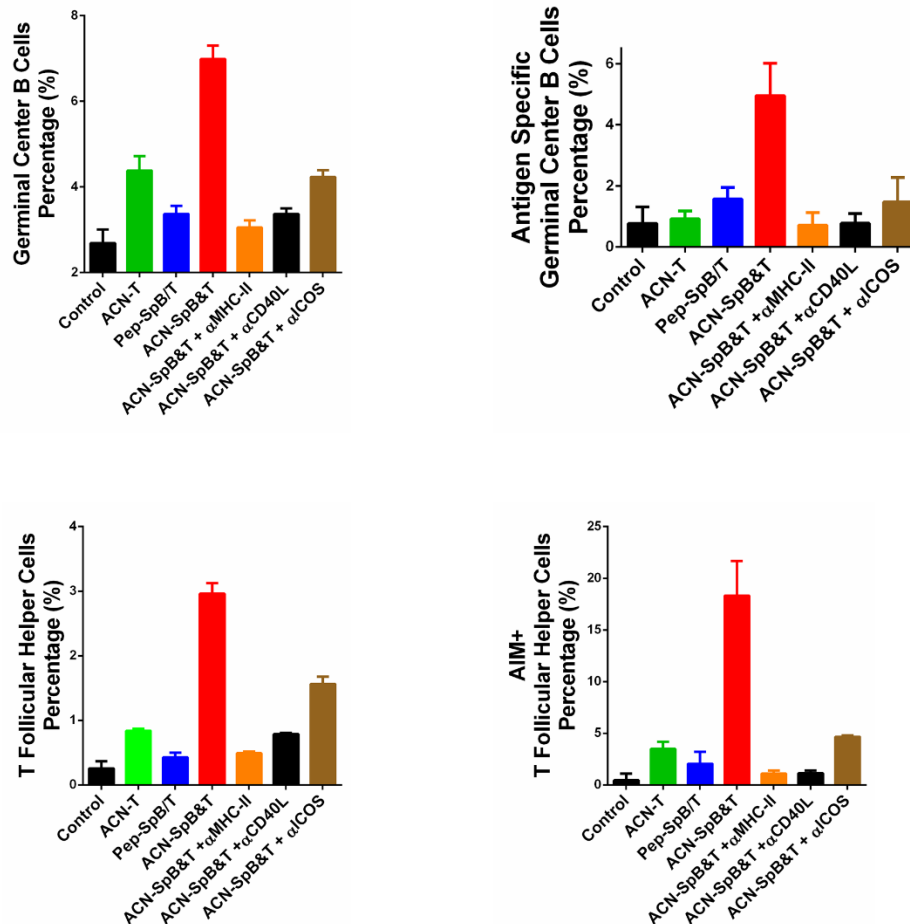 Germinal Center B Cells
Percentage (%)
8
6
4
2
Control
ACN-T
Pep-SpB/T
ACN-SpB&T
ACN-SpB&T + αMHC-II
ACN-SpB&T + αCD40L
ACN-SpB&T + αICOS
Antigen Specific
Germinal Center B Cells
Percentage (%)
6
4
2
0
Control
ACN-T
Pep-SpB/T
ACN-SpB&T
ACN-SpB&T +αMHC-II
ACN-SpB&T +αCD40L
ACN-SpB&T + αICOS
T Follicular Helper Cells
Percentage (%)
4
3
2
1
0
Control
ACN-T
Pep-SpB/T
ACN-SpB&T
ACN-SpB&T +αMHC-II
ACN-SpB&T +αCD40L
ACN-SpB&T + αICOS
AIM+
T Follicular Helper Cells
Percentage (%)
25
20
15
10
5
0
Control
ACN-T
Pep-SpB/T
ACN-SpB&T
ACN-SpB&T +αMHC-II
ACN-SpB&T +αCD40L
ACN-SpB&T + αICOS